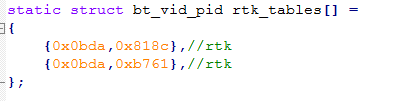 static struct bt_vid_pid rtk_tables[] =
{
    {0x0bda,0x818c},//rtk
    {0x0bda,0xb761},//rtk
};